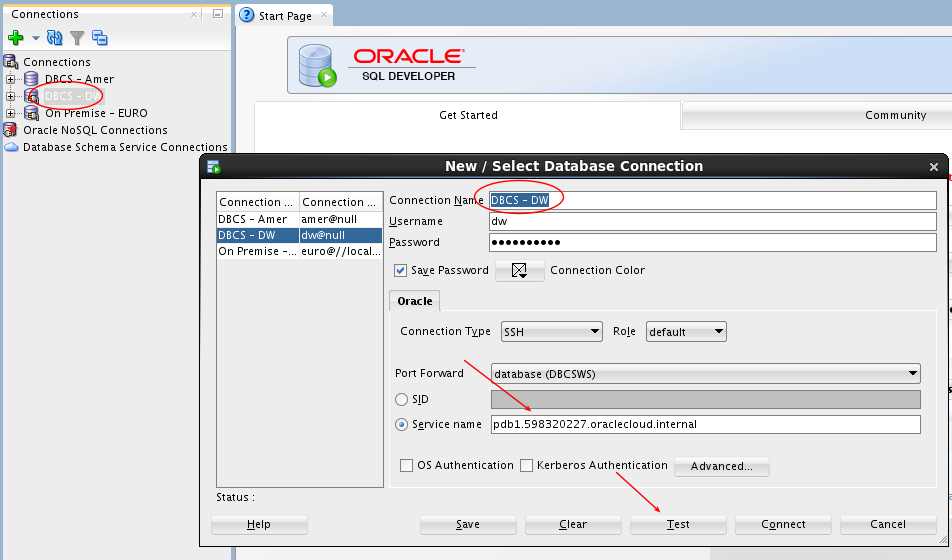 Connections
Start Page
Connections
DBCS - Amer
DBCS - DW
On Premise - EURO
Oracle NoSQL Connections
Database Schema Service Connections
ORACLE
SQL DEVELOPER
Get Started
Community
New / Select Database Connection
Connection ...
Connection ...
DBCS - Amer
amer@null
DBCS - DW
dw@null
On Premise -...
euro@//local...
Connection Name
DBCS - DW
Username
dw
Password
●●●●●●●●●●
Save Password
Connection Color
Oracle
Connection Type
SSH
Role
default
Port Forward
database (DBCSWS)
SID
Service name
pdb1.598320227.oraclecloud.internal
OS Authentication
Kerberos Authentication
Advanced...
Status :
Help
Save
Clear
Test
Connect
Cancel